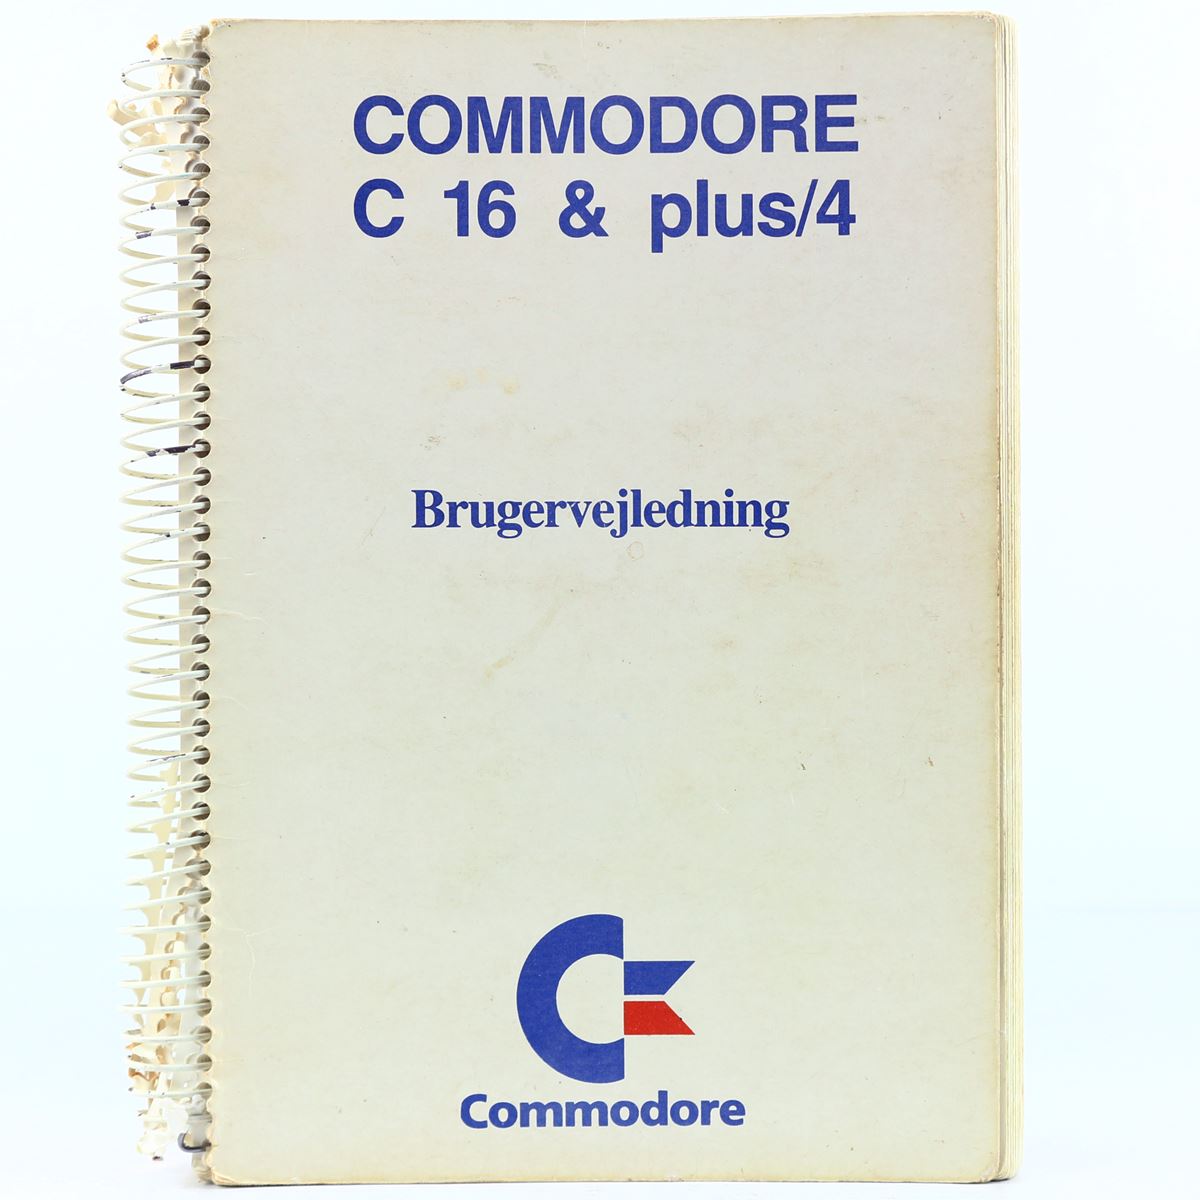 COMMODORE
C 16 & plus/4
Brugervejledning
Commodore